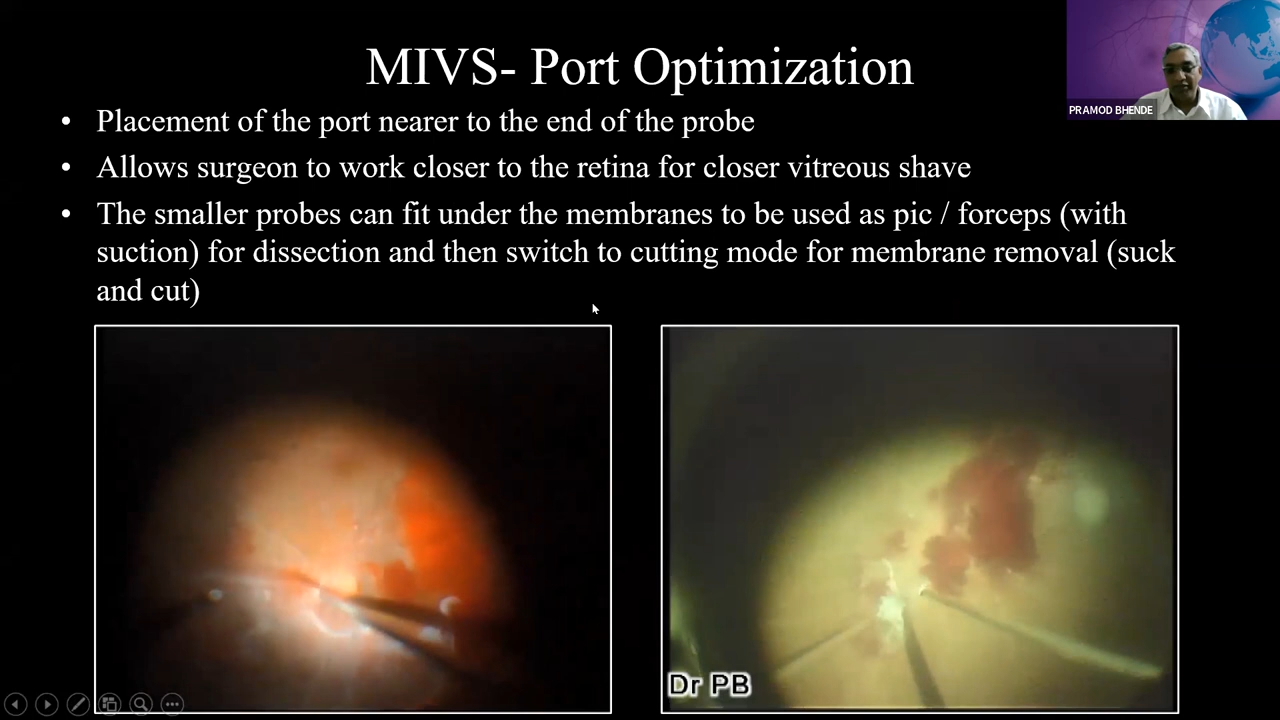 MIVS- Port Optimization
PRAMOD BHENDE
• Placement of the port nearer to the end of the probe
• Allows surgeon to work closer to the retina for closer vitreous shave
• The smaller probes can fit under the membranes to be used as pic / forceps (with
suction) for dissection and then switch to cutting mode for membrane removal (suck
and cut)
Dr PB